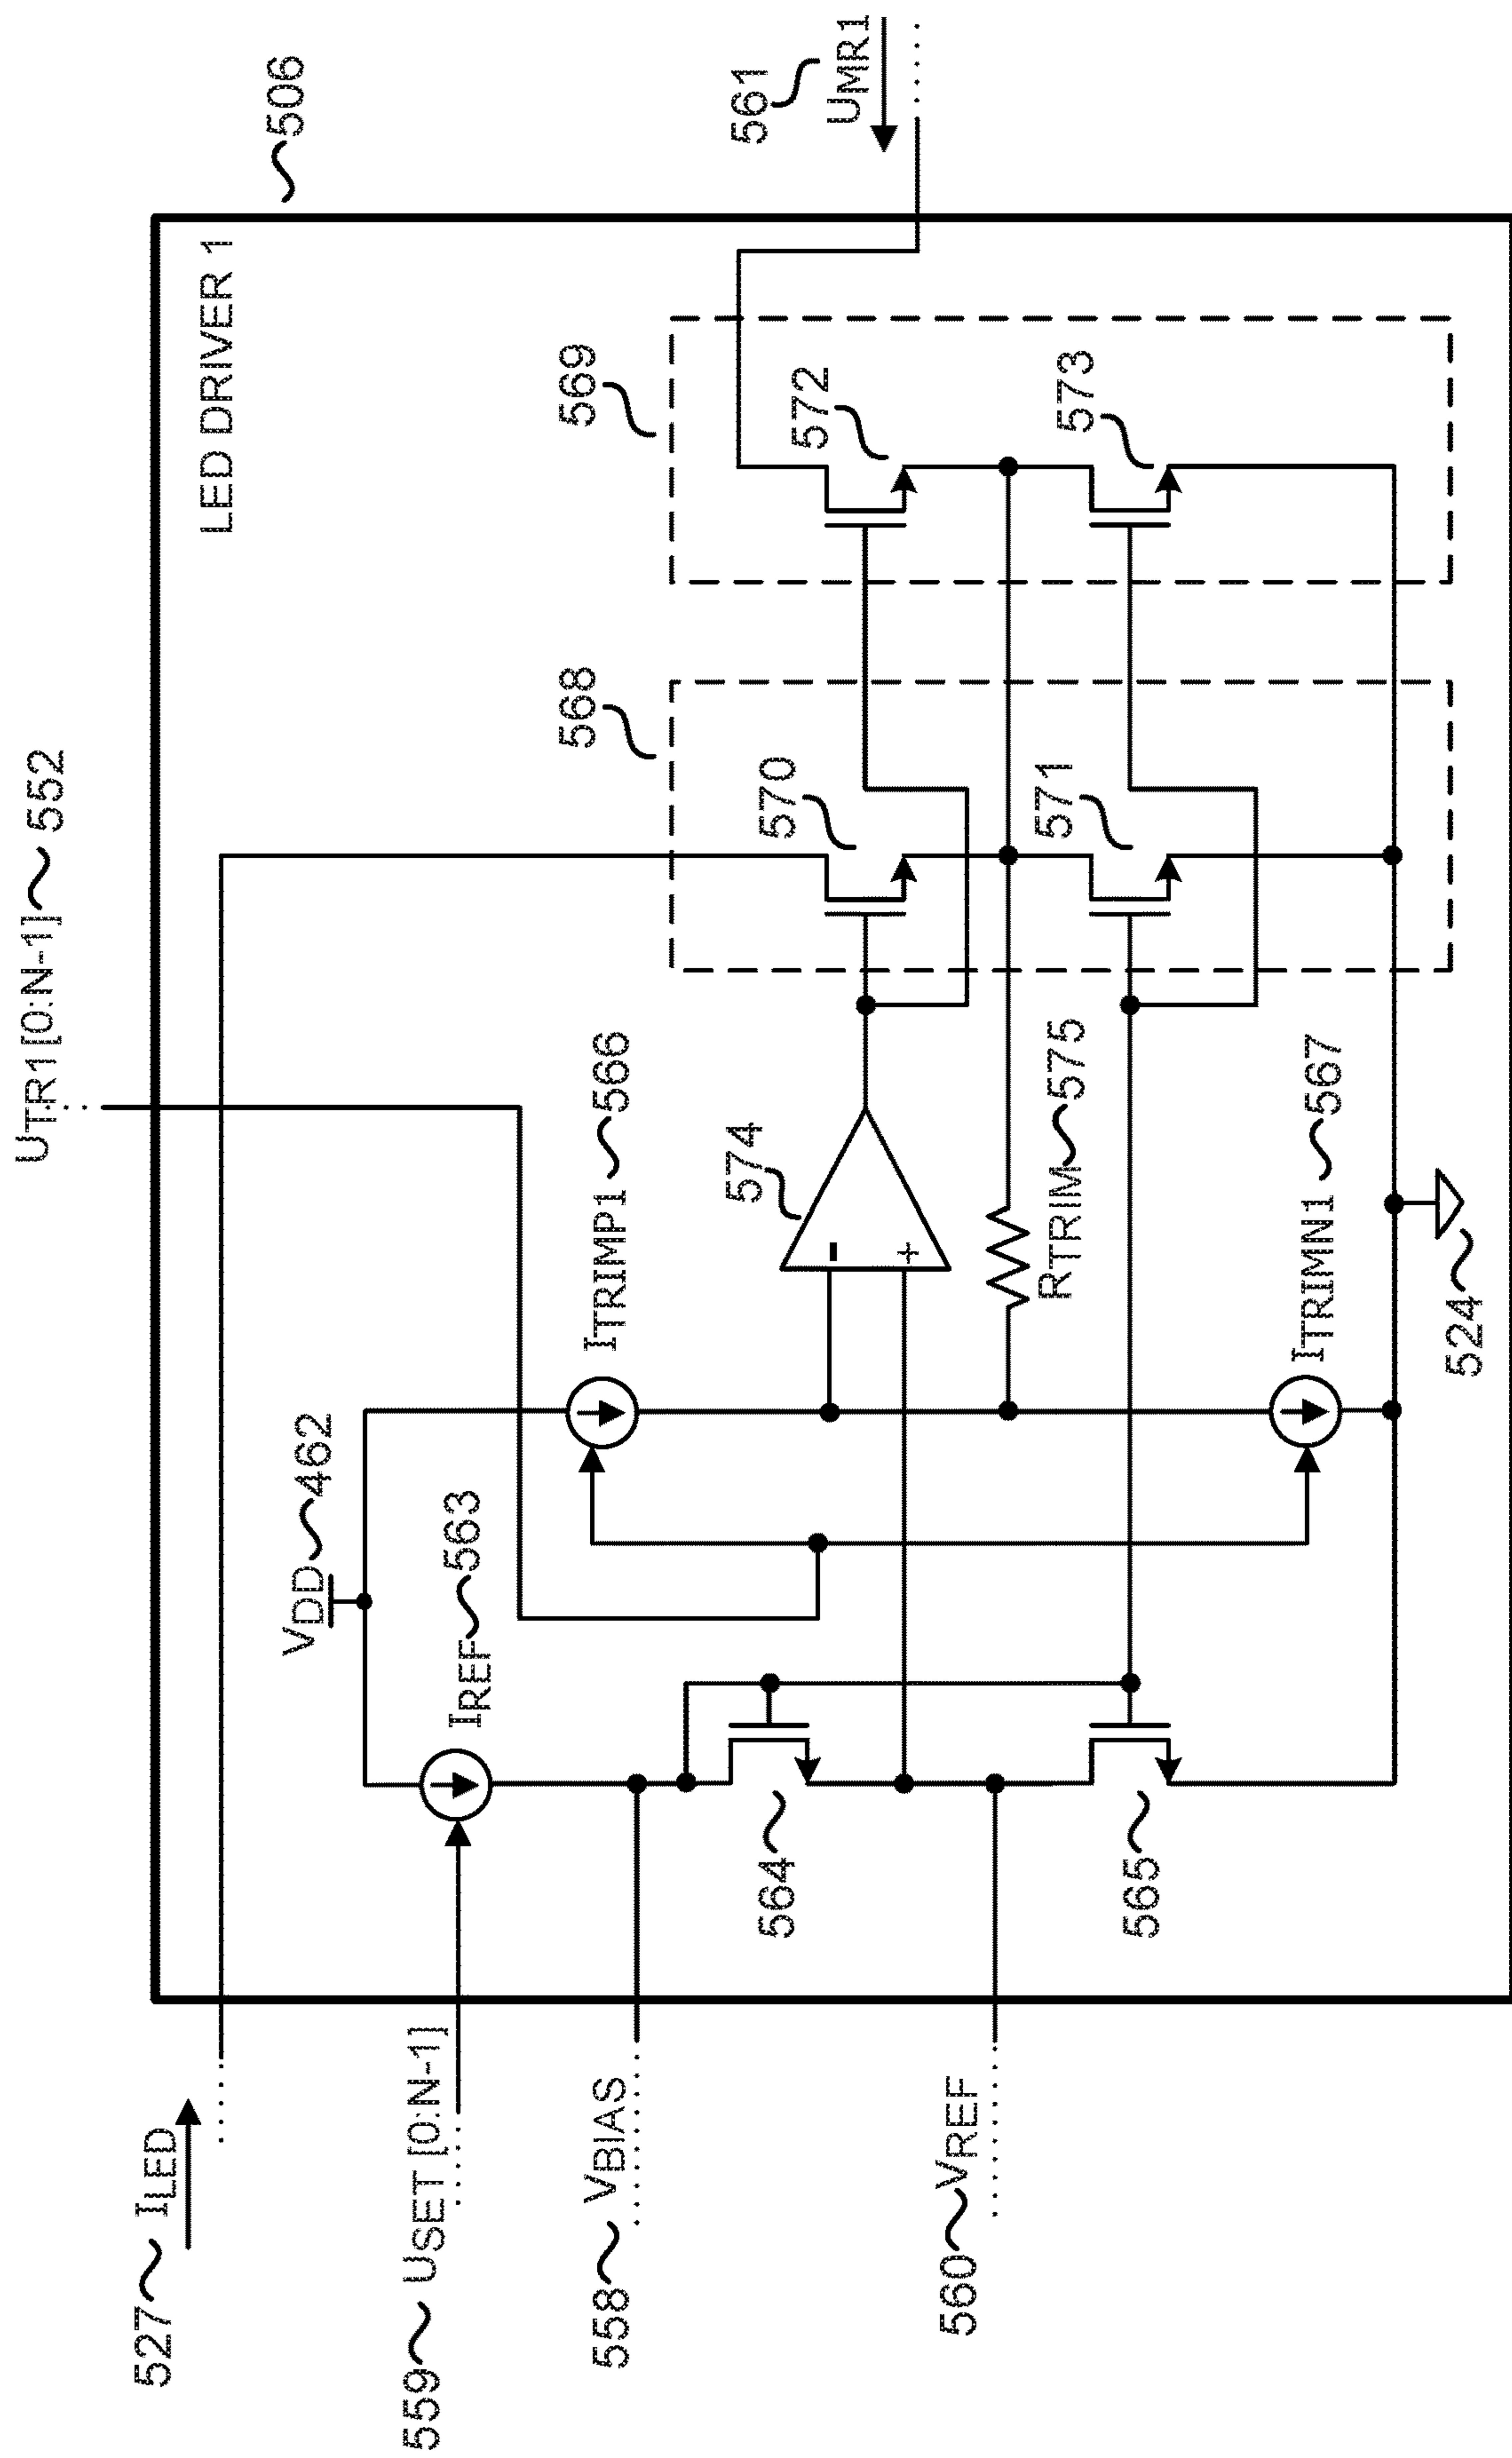 UTR1 [0:N-1] 552
506
LED DRIVER 1
527 ILED
561
UMR1
VDD 462
559 USET [0:N-1]
IREF 563
ITRIMP1 566
568
569
558 VBIAS
574
570
572
564
560 VREF
RTRIM 575
571
573
565
ITRIMN1 567
524